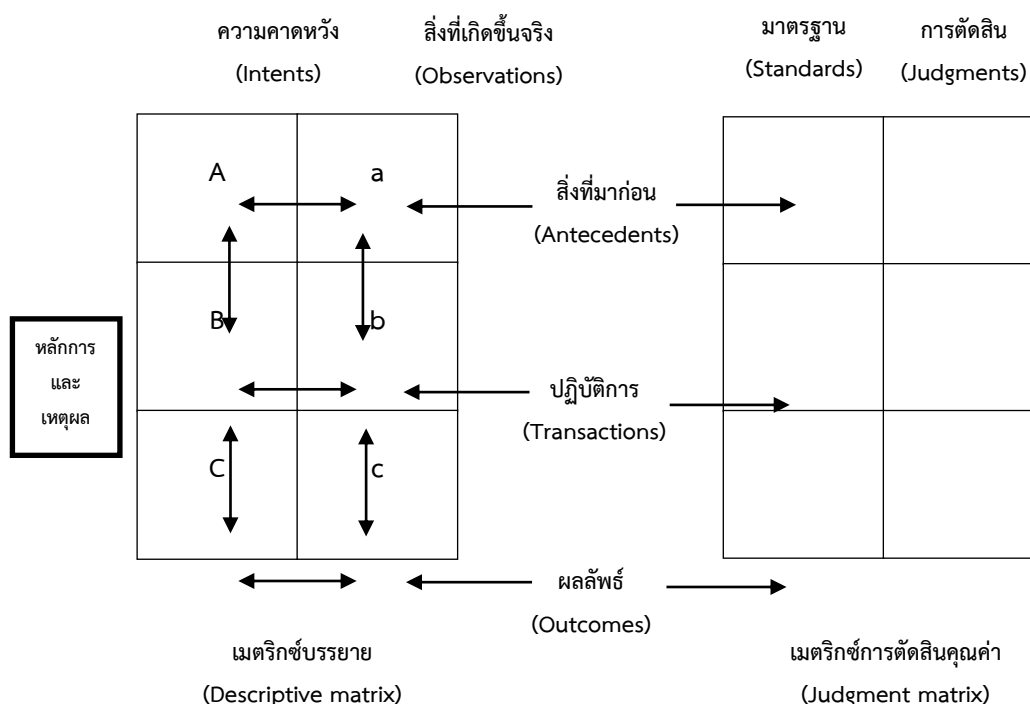 ความคาดหวัง
(Intents)
สิ่งที่เกิดขึ้นจริง
(Observations)
มาตรฐาน
(Standards)
การตัดสิน
(Judgments)
A
a
สิ่งที่มาก่อน
(Antecedents)
B
b
หลักการ
และ
เหตุผล
ปฏิบัติการ
(Transactions)
C
c
ผลลัพธ์
(Outcomes)
เมตริกซ์บรรยาย
(Descriptive matrix)
เมตริกซ์การตัดสินคุณค่า
(Judgment matrix)